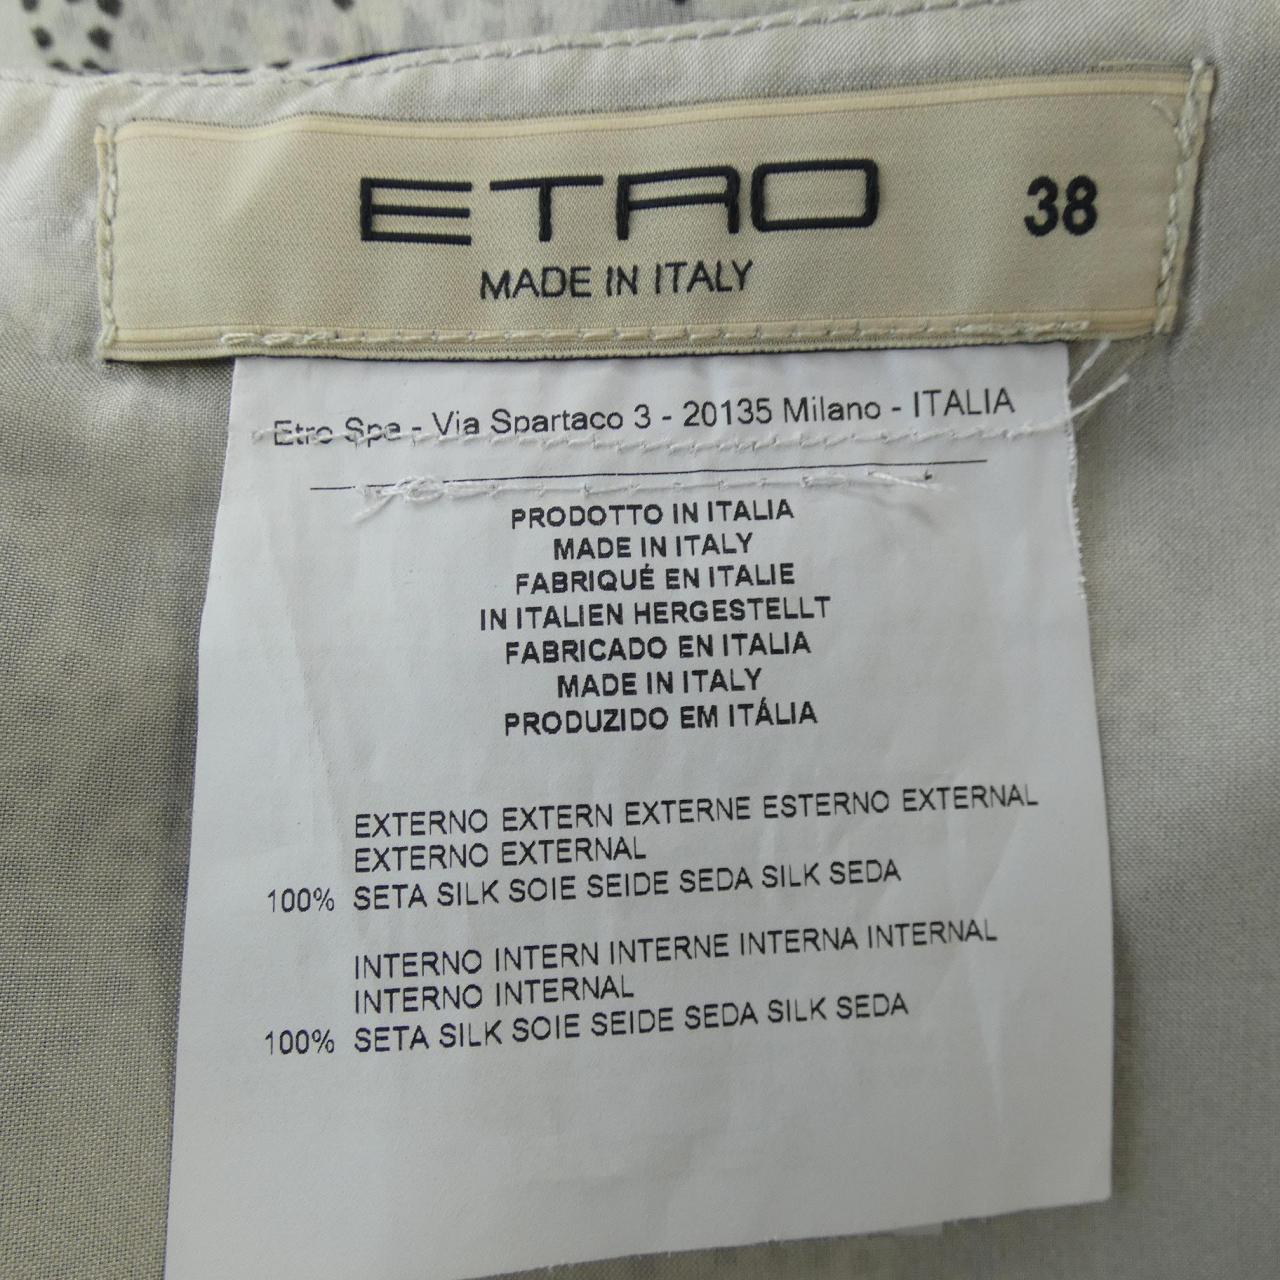 ETRO 38
MADE IN ITALY
Etro Spa - Via Spartaco 3 - 20135 Milano - ITALIA
PRODOTTO IN ITALIA
MADE IN ITALY
FABRIQUÉ EN ITALIE
IN ITALIEN HERGESTELLT
FABRICADO EN ITALIA
MADE IN ITALY
PRODUZIDO EM ITÁLIA
EXTERNO EXTERN EXTERNE ESTERNO EXTERNAL
EXTERNO EXTERNAL
100% SETA SILK SOIE SEIDE SEDA SILK SEDA
INTERNO INTERN INTERNE INTERNA INTERNAL
INTERNO INTERNAL
100% SETA SILK SOIE SEIDE SEDA SILK SEDA